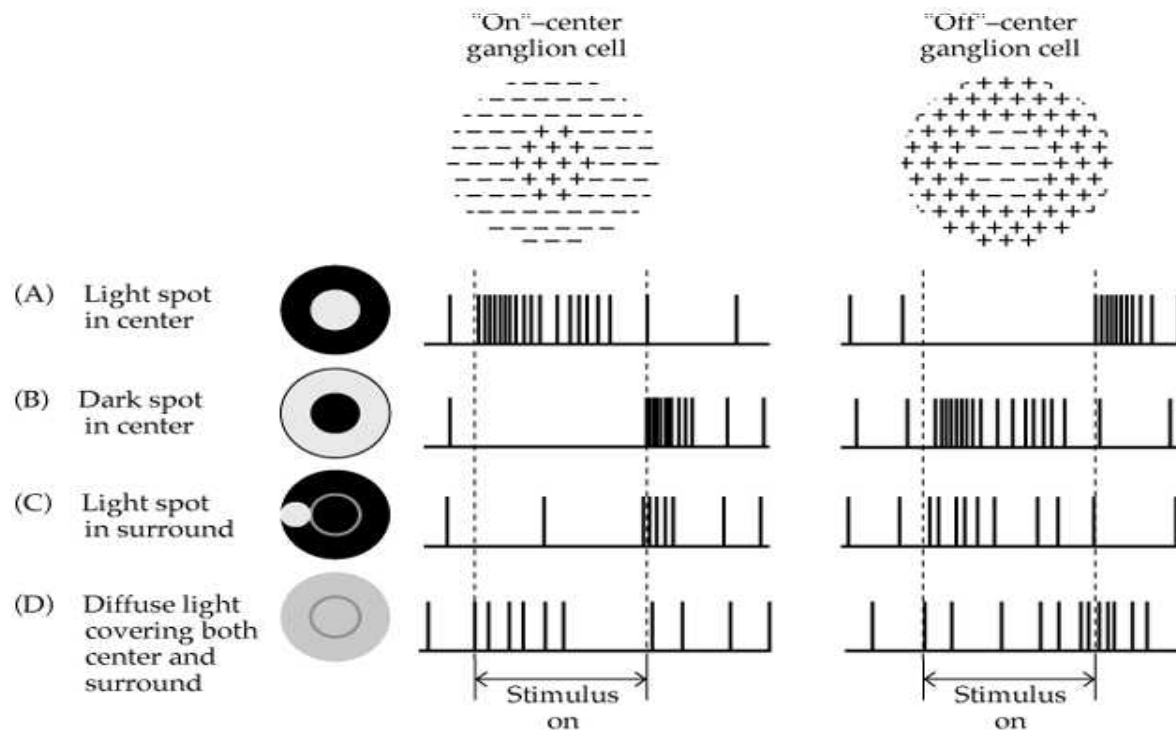 "On"–center
ganglion cell
"Off"–center
ganglion cell
(A) Light spot
in center
(B) Dark spot
in center
(C) Light spot
in surround
(D) Diffuse light
covering both
center and
surround
Stimulus
on
Stimulus
on